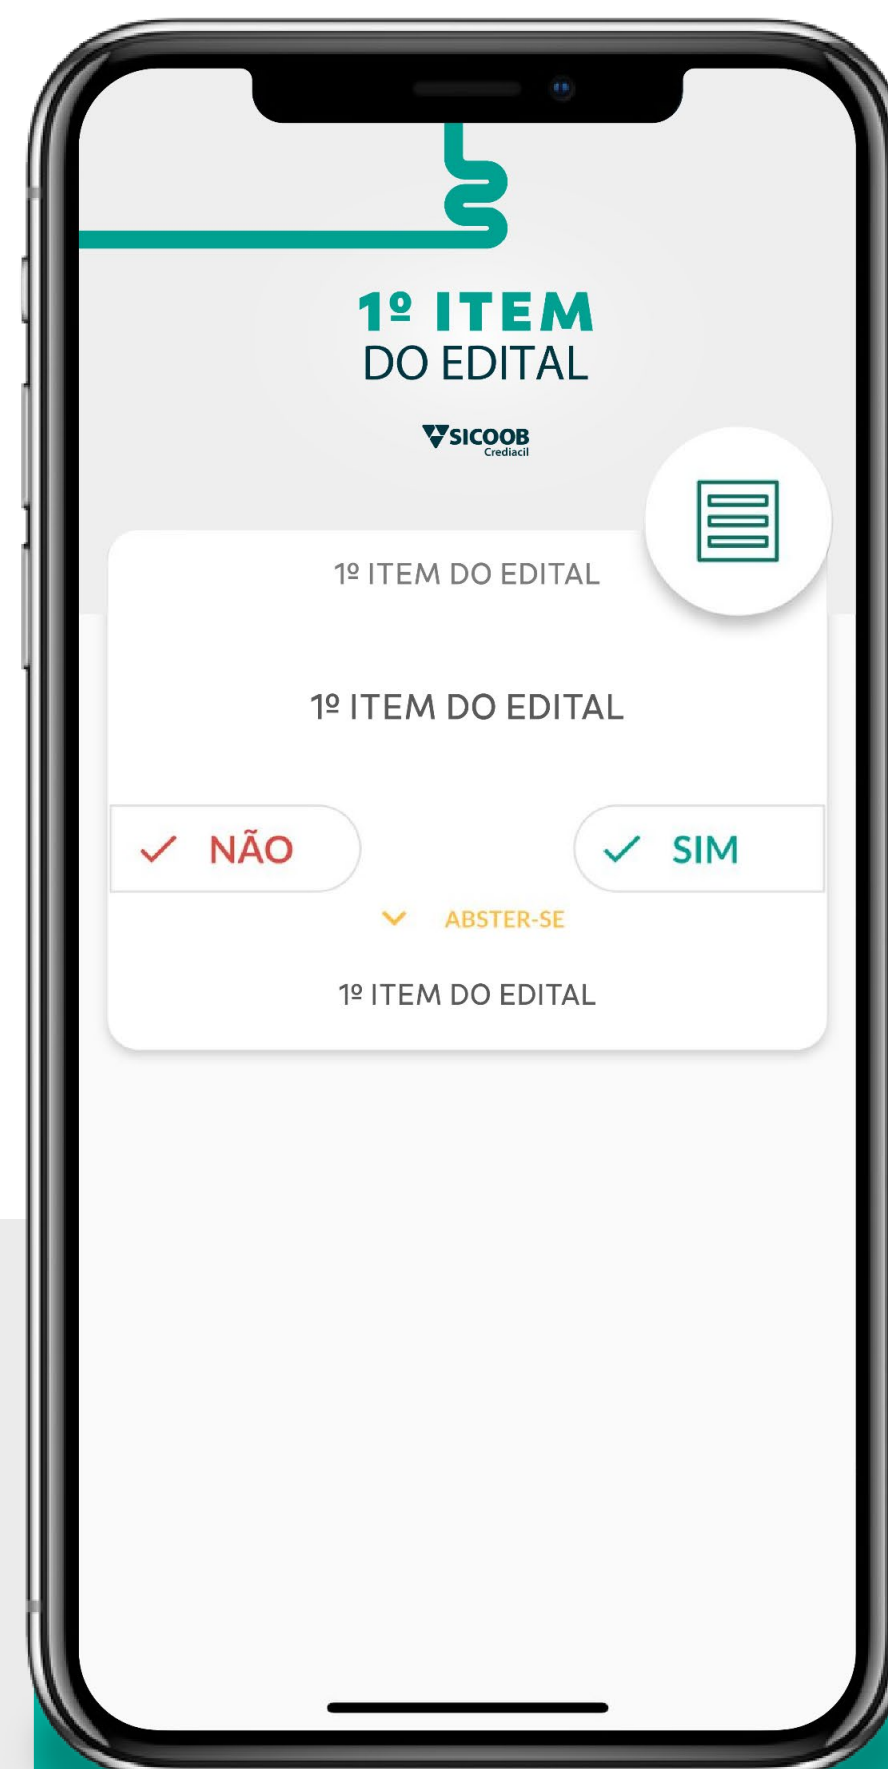 1º ITEM
DO EDITAL
SICOOB
Crediacil
1º ITEM DO EDITAL
1º ITEM DO EDITAL
NÃO
SIM
ABSTER-SE
1º ITEM DO EDITAL